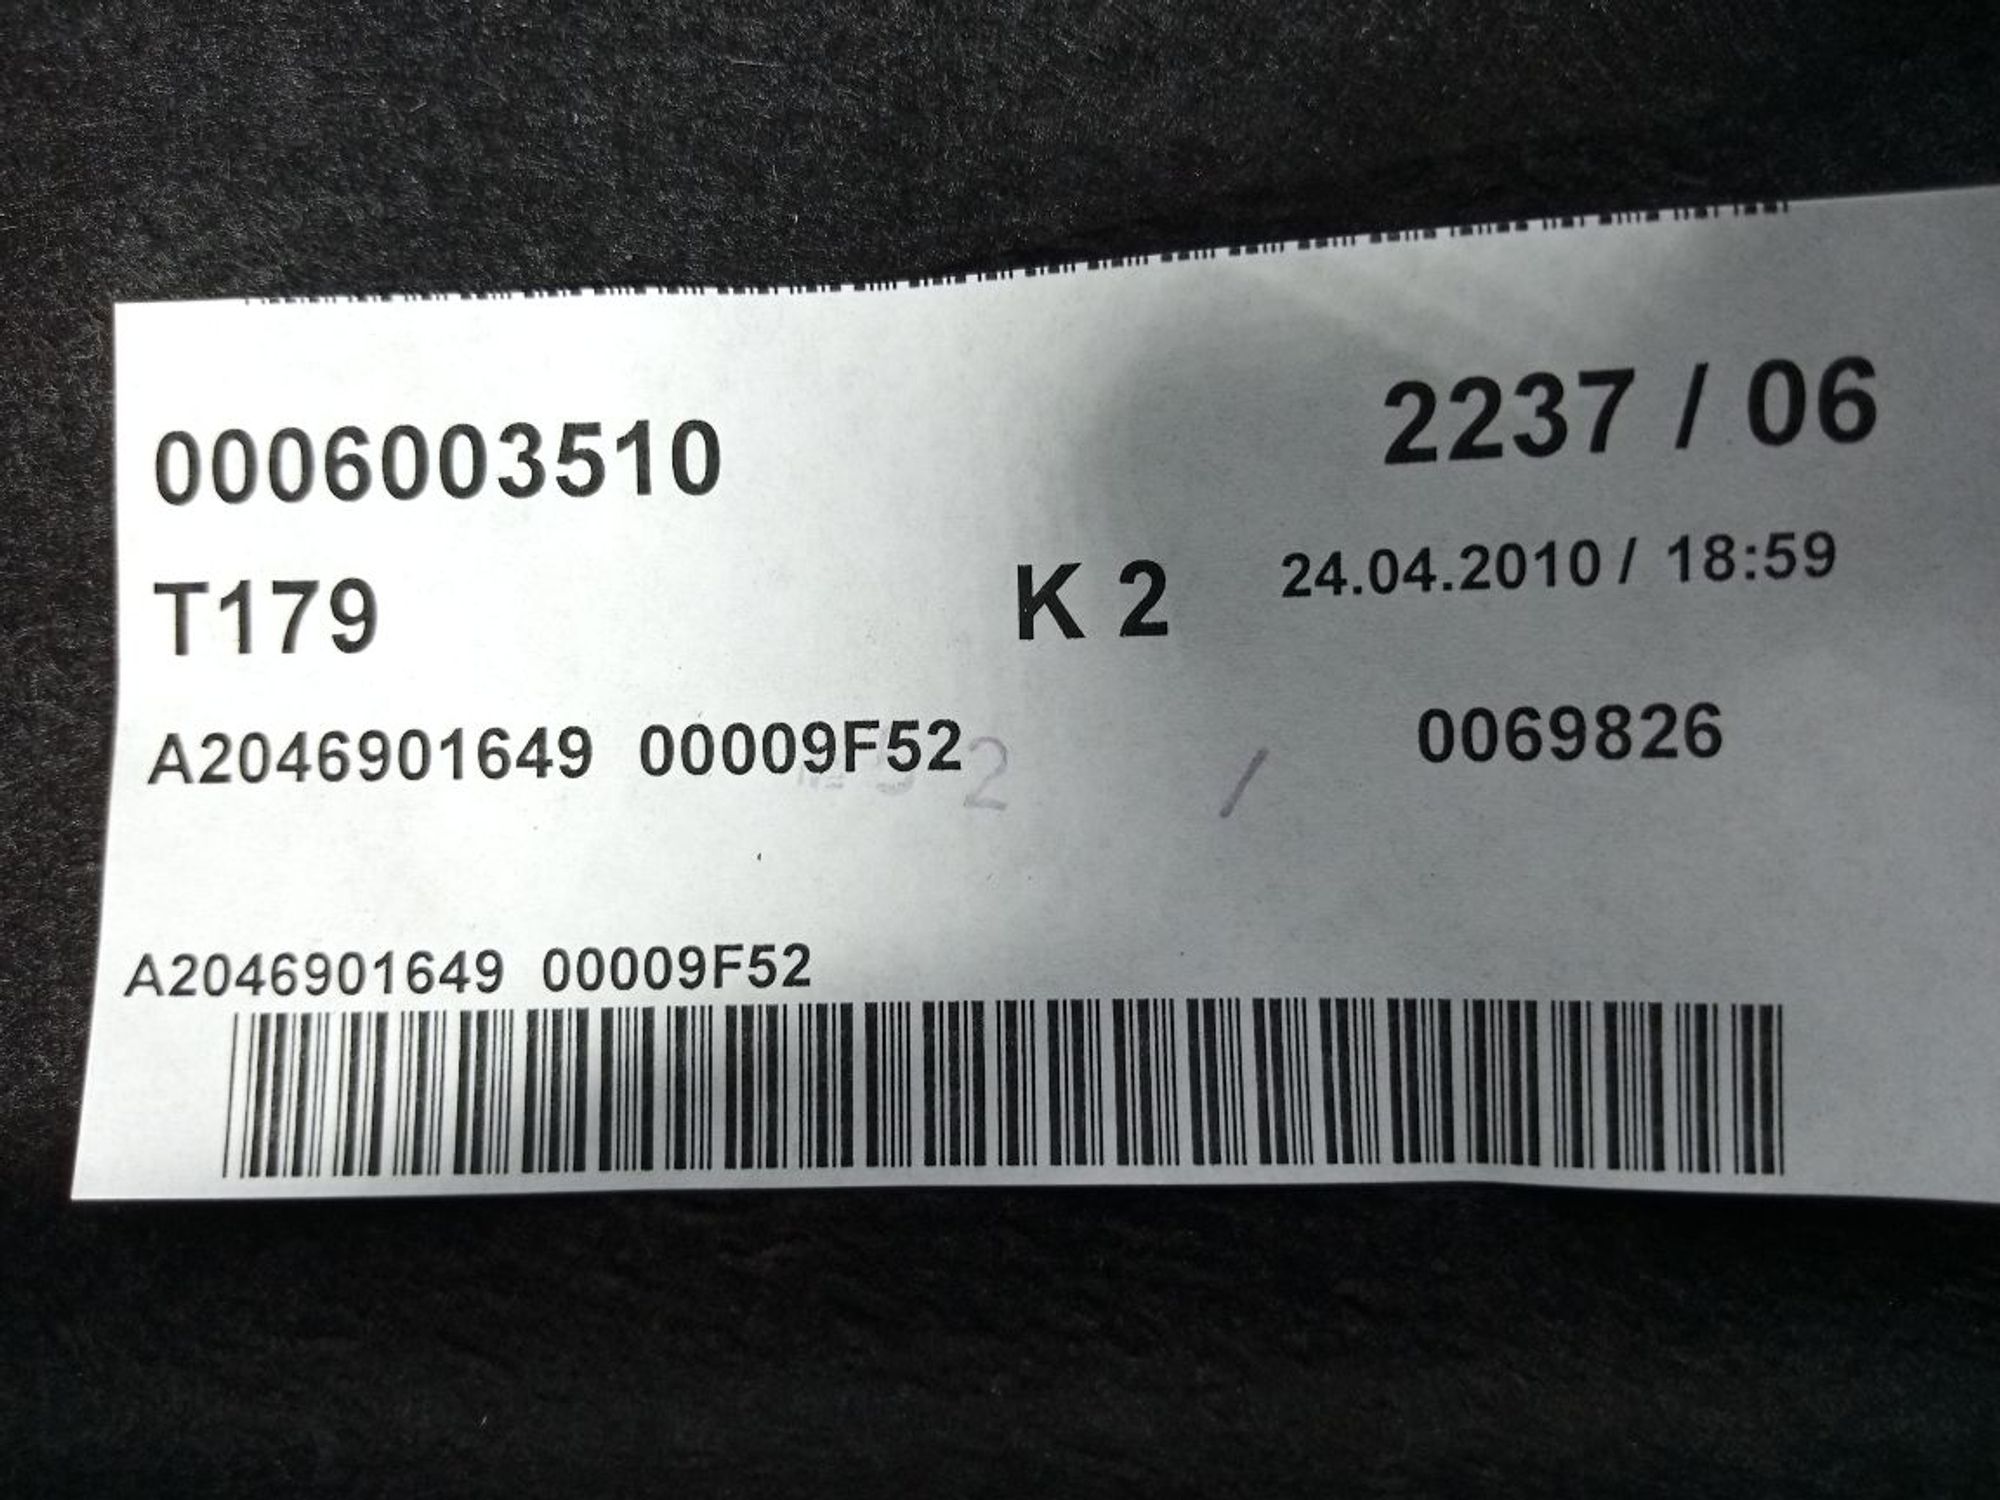 0006003510 2237 / 06
T179 K 2 24.04.2010 / 18:59
A2046901649 00009F52 0069826
A2046901649 00009F52